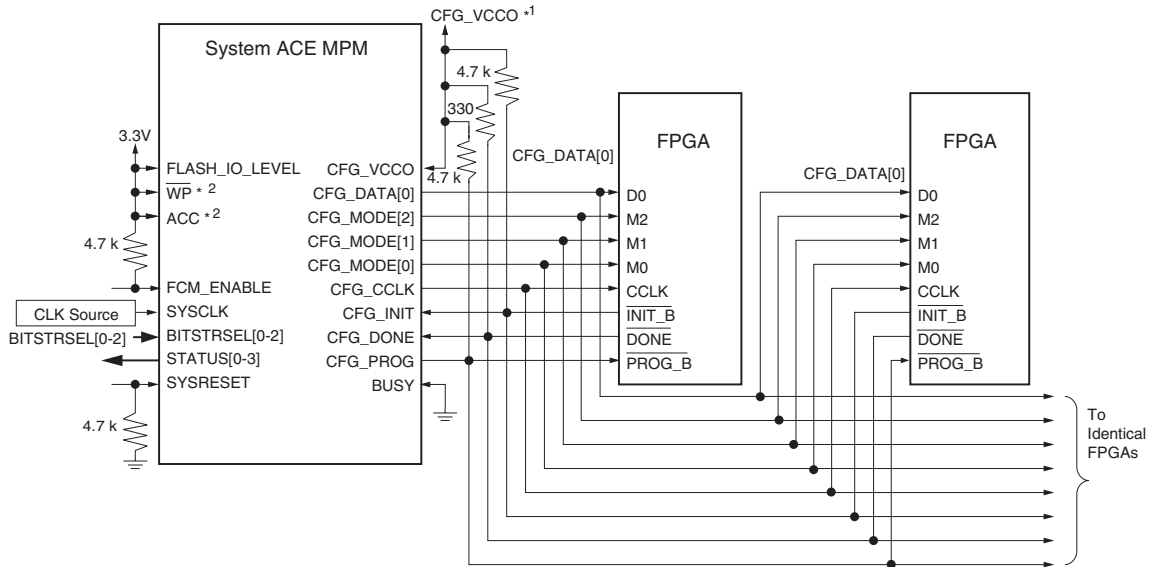 CFG_VCCO *1
System ACE MPM
4.7 k
330
4.7 k
3.3V
FLASH_IO_LEVEL
WP * 2
ACC *2
4.7 k
FCM_ENABLE
CLK Source
SYSCLK
BITSTRSEL[0-2]
BITSTRSEL[0-2]
STATUS[0-3]
SYSRESET
4.7 k
CFG_VCCO
CFG_DATA[0]
CFG_MODE[2]
CFG_MODE[1]
CFG_MODE[0]
CFG_CCLK
CFG_INIT
CFG_DONE
CFG_PROG
BUSY
CFG_DATA[0]
FPGA
D0
M2
M1
M0
CCLK
INIT_B
DONE
PROG_B
CFG_DATA[0]
FPGA
D0
M2
M1
M0
CCLK
INIT_B
DONE
PROG_B
To
Identical
FPGAs